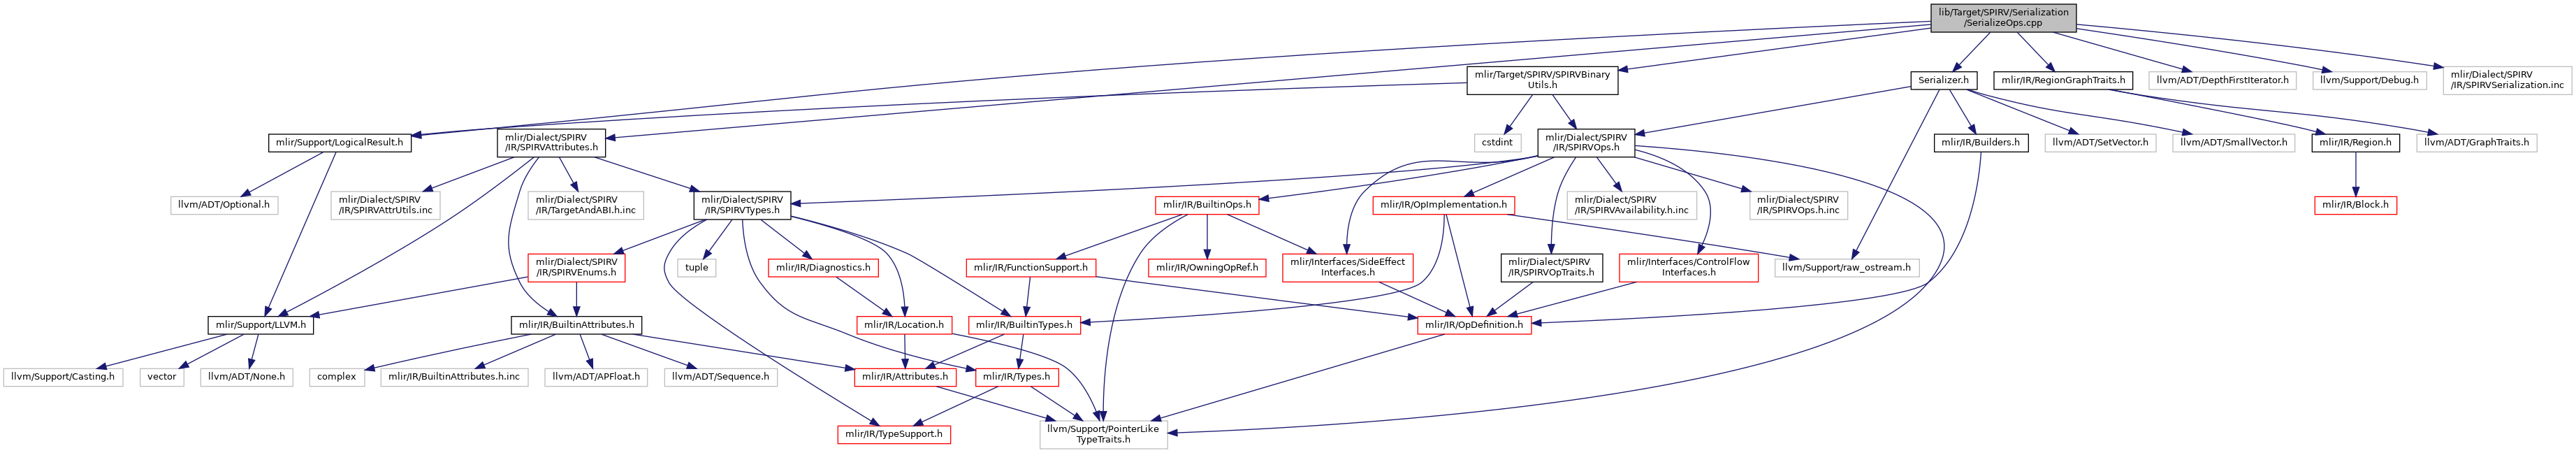 lib/Target/SPIRV/Serialization
/SerializeOps.cpp
mlir/Target/SPIRV/SPIRVBinary
Utils.h
Serializer.h
mlir/IR/RegionGraphTraits.h
llvm/ADT/DepthFirstIterator.h
llvm/Support/Debug.h
mlir/Dialect/SPIRV
/IR/SPIRVSerialization.inc
mlir/Support/LogicalResult.h
mlir/Dialect/SPIRV
/IR/SPIRVAttributes.h
cstdint
mlir/Dialect/SPIRV
/IR/SPIRVOps.h
mlir/IR/Builders.h
llvm/ADT/SetVector.h
llvm/ADT/SmallVector.h
mlir/IR/Region.h
llvm/ADT/GraphTraits.h
llvm/ADT/Optional.h
mlir/Dialect/SPIRV
/IR/SPIRVAttrUtils.inc
mlir/Dialect/SPIRV
/IR/TargetAndABI.h.inc
mlir/Dialect/SPIRV
/IR/SPIRVTypes.h
mlir/IR/BuiltinOps.h
mlir/IR/OpImplementation.h
mlir/Dialect/SPIRV
/IR/SPIRVAvailability.h.inc
mlir/Dialect/SPIRV
/IR/SPIRVOps.h.inc
mlir/IR/Block.h
mlir/Dialect/SPIRV
/IR/SPIRVEnums.h
tuple
mlir/IR/Diagnostics.h
mlir/IR/FunctionSupport.h
mlir/IR/OwningOpRef.h
mlir/Interfaces/SideEffect
Interfaces.h
mlir/Dialect/SPIRV
/IR/SPIRVOpTraits.h
mlir/Interfaces/ControlFlow
Interfaces.h
llvm/Support/raw_ostream.h
mlir/Support/LLVM.h
mlir/IR/BuiltinAttributes.h
mlir/IR/Location.h
mlir/IR/BuiltinTypes.h
mlir/IR/OpDefinition.h
llvm/Support/Casting.h
vector
llvm/ADT/None.h
complex
mlir/IR/BuiltinAttributes.h.inc
llvm/ADT/APFloat.h
llvm/ADT/Sequence.h
mlir/IR/Attributes.h
mlir/IR/Types.h
mlir/IR/TypeSupport.h
llvm/Support/PointerLike
TypeTraits.h